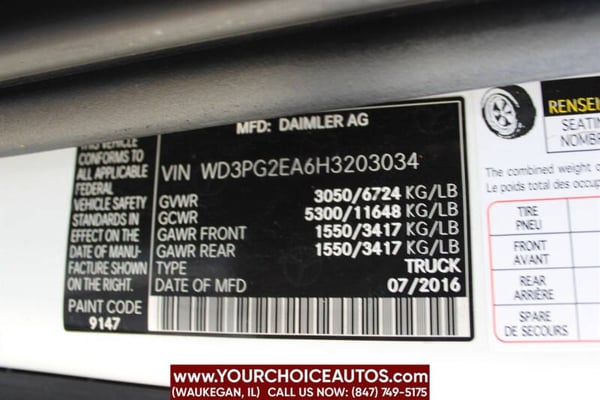 MFD. DAIMLER AG
VIN WD3PG2EA6H3203034
TO ALL APPLICABLE
FEDERAL
VEHICLE SAFETY
STANDARDS IN
EFFECT ON THE
DATE OF MANU-
FACTURE SHOWN
ON THE RIGHT.
PAINT CODE
9147
GVWR 3050/6724 KG/LB
GCWR 5300/11648 KG/LB
GAWR FRONT 1550/3417 KG/LB
GAWR REAR 1550/3417 KG/LB
TYPE TRUCK
DATE OF MFD 07/2016
RENSEI
SEATIN
NOMBR
The combined weight o
Le poids total des occup
TIRE
PNEU
FRONT
AVANT
REAR
ARRIÈRE
SPARE
DE SECOURS
WWW.YOURCHOICEAUTOS.COM
(WAUKEGAN, IL) CALL US NOW: (847) 749-5175